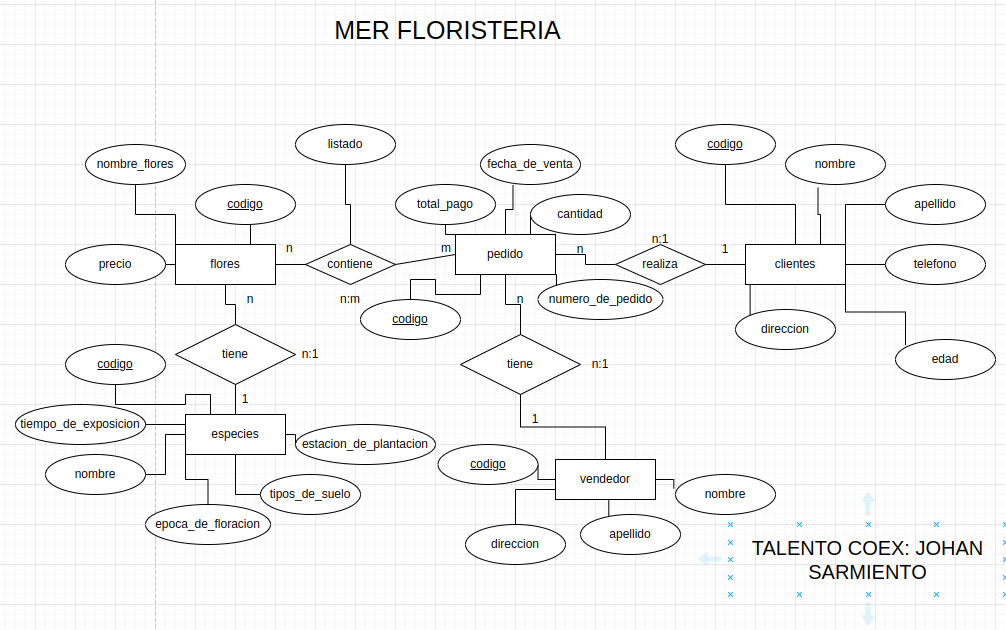 MER FLORISTERIA
listado
codigo
nombre_flores
fecha_de_venta
nombre
codigo
total_pago
cantidad
apellido
n
m
n
n:1
1
precio
flores
contiene
pedido
realiza
clientes
telefono
n
n:m
n
numero_de_pedido
codigo
direccion
edad
tiene
n:1
tiene
n:1
codigo
1
1
tiempo_de_exposicion
especies
estacion_de_plantacion
codigo
nombre
vendedor
tipos_de_suelo
nombre
epoca_de_floracion
direccion
apellido
TALENTO COEX: JOHAN
SARMIENTO